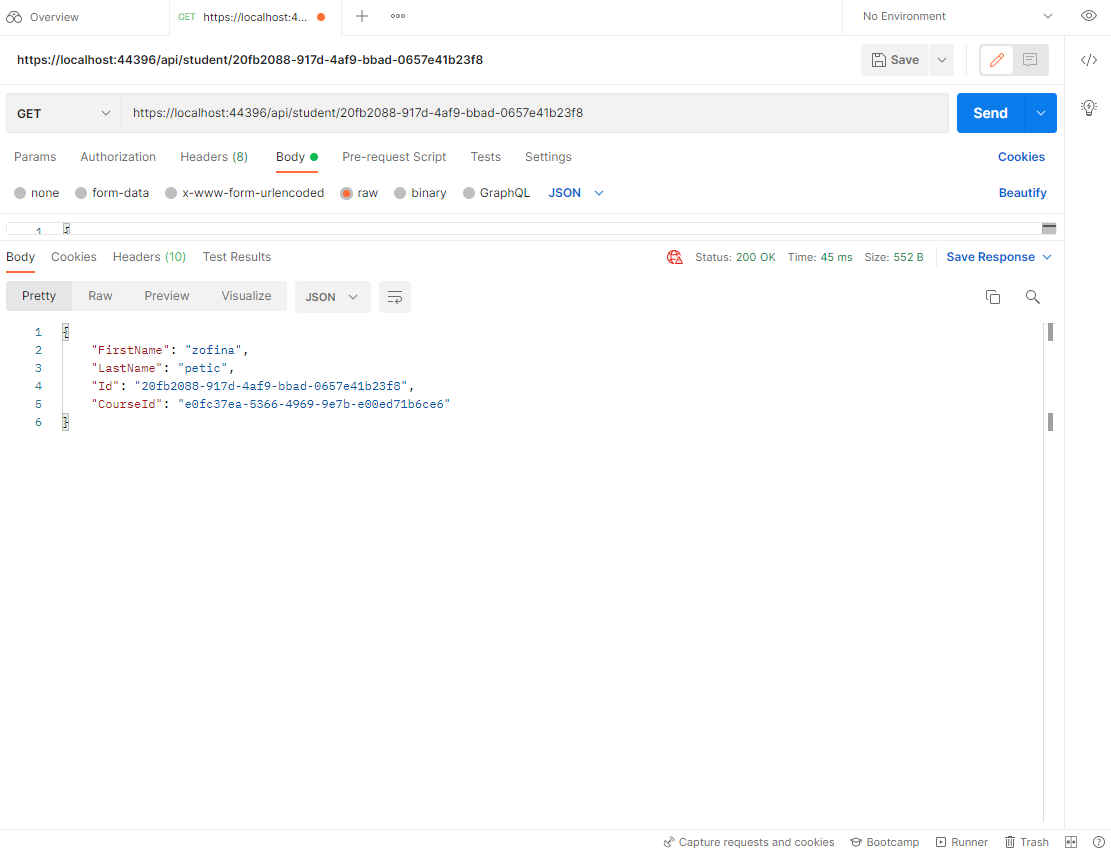 Overview
GET https://localhost:4...
No Environment
https://localhost:44396/api/student/20fb2088-917d-4af9-bbad-0657e41b23f8
Save
GET
https://localhost:44396/api/student/20fb2088-917d-4af9-bbad-0657e41b23f8
Send
Params Authorization Headers (8) Body Pre-request Script Tests Settings Cookies
none form-data x-www-form-urlencoded raw binary GraphQL JSON Beautify
1 {
Body Cookies Headers (10) Test Results Status: 200 OK Time: 45 ms Size: 552 B Save Response
Pretty Raw Preview Visualize JSON
1 {
2 "FirstName": "zofina",
3 "LastName": "petic",
4 "Id": "20fb2088-917d-4af9-bbad-0657e41b23f8",
5 "CourseId": "e0fc37ea-5366-4969-9e7b-e00ed71b6ce6"
6 }
Capture requests and cookies Bootcamp Runner Trash